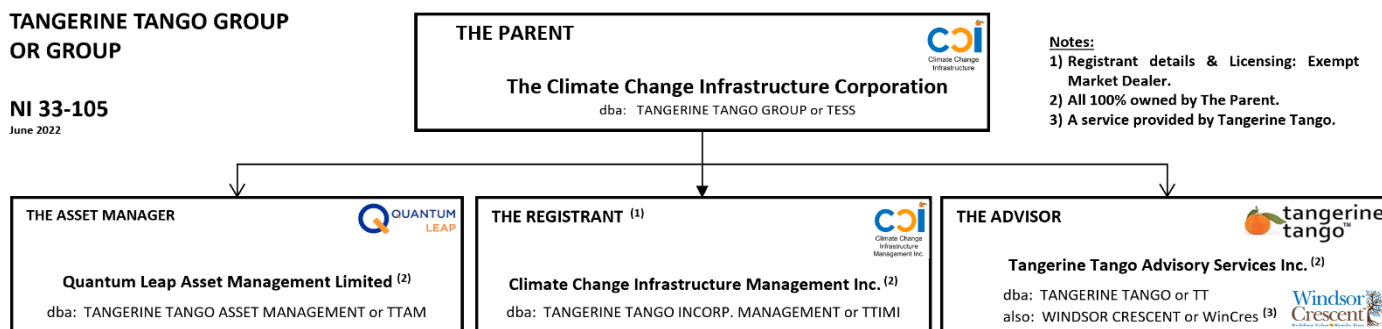 TANGERINE TANGO GROUP
OR GROUP
NI 33-105
June 2022
THE PARENT
CCI
Climate Change
Infrastructure
The Climate Change Infrastructure Corporation
dba: TANGERINE TANGO GROUP or TESS
Notes:
1) Registrant details & Licensing: Exempt
Market Dealer.
2) All 100% owned by The Parent.
3) A service provided by Tangerine Tango.
THE ASSET MANAGER
QUANTUM
LEAP
Quantum Leap Asset Management Limited (2)
dba: TANGERINE TANGO ASSET MANAGEMENT or TTAM
THE REGISTRANT (1)
CCI
Climate Change
Infrastructure
Management Inc.
Climate Change Infrastructure Management Inc. (2)
dba: TANGERINE TANGO INCORP. MANAGEMENT or TTIMI
THE ADVISOR
tangerine
tango™
Tangerine Tango Advisory Services Inc. (2)
dba: TANGERINE TANGO or TT
also: WINDSOR CRESCENT or WinCres (3)
Windsor
Crescent